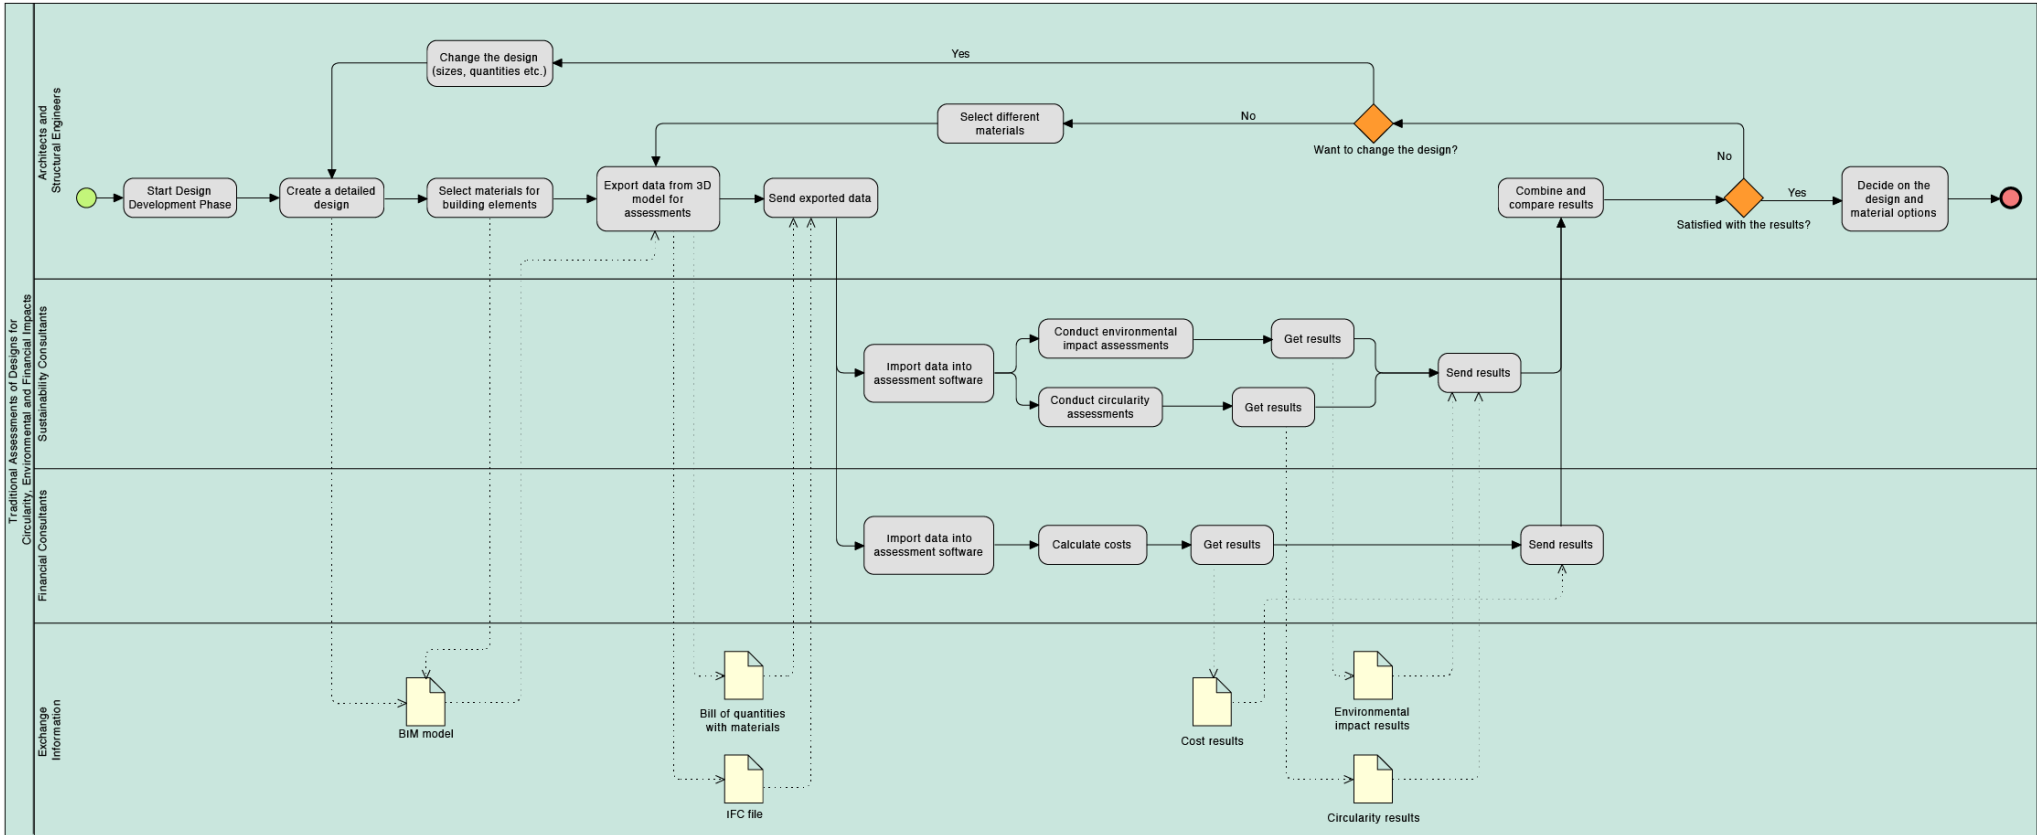 Traditional Assessments of Designs for
Circularity, Environmental and Financial Impacts
Architects and
Structural Engineers
Change the design
(sizes, quantities etc.)
Yes
Select different
materials
No
Want to change the design?
No
Start Design
Development Phase
Create a detailed
design
Select materials for
building elements
Export data from 3D
model for
assessments
Send exported data
Combine and
compare results
Satisfied with the results?
Yes
Decide on the
design and
material options
Sustainability Consultants
Import data into
assessment software
Conduct environmental
impact assessments
Get results
Conduct circularity
assessments
Get results
Send results
Financial Consultants
Import data into
assessment software
Calculate costs
Get results
Send results
Exchange
Information
BIM model
Bill of quantities
with materials
IFC file
Cost results
Environmental
impact results
Circularity results